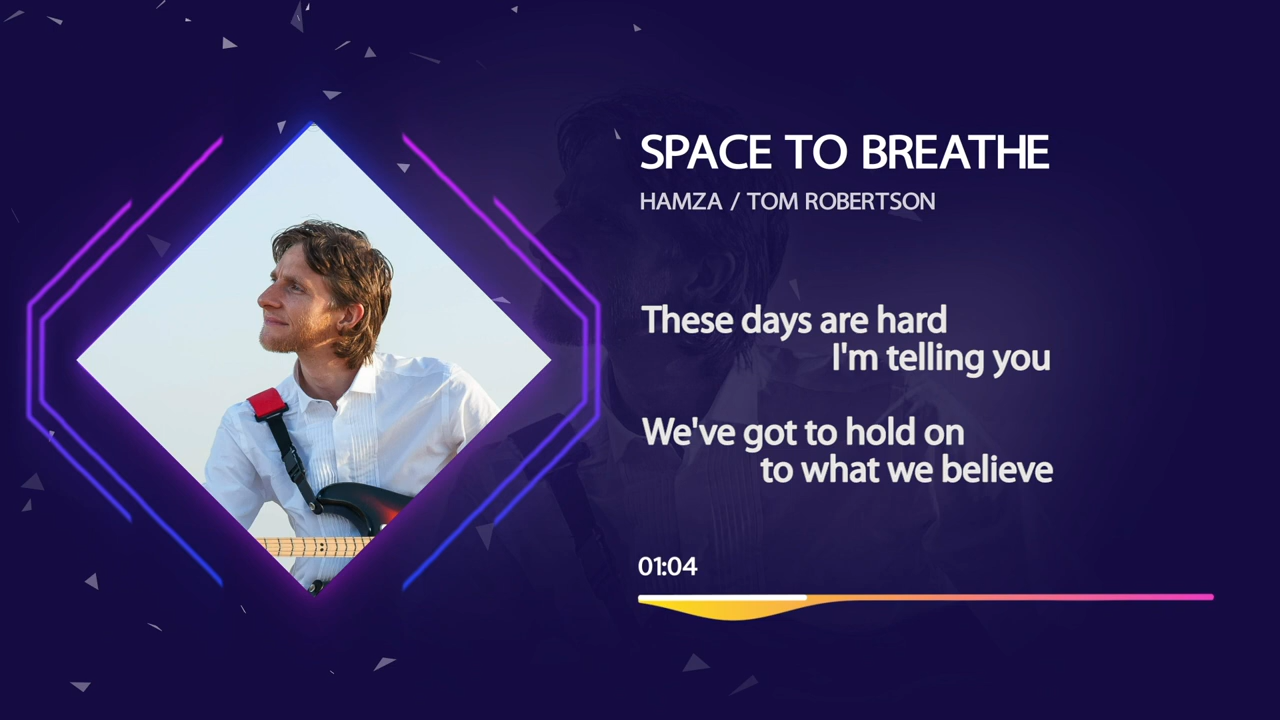 SPACE TO BREATHE
HAMZA / TOM ROBERTSON
These days are hard
I'm telling you
We've got to hold on
to what we believe
01:04